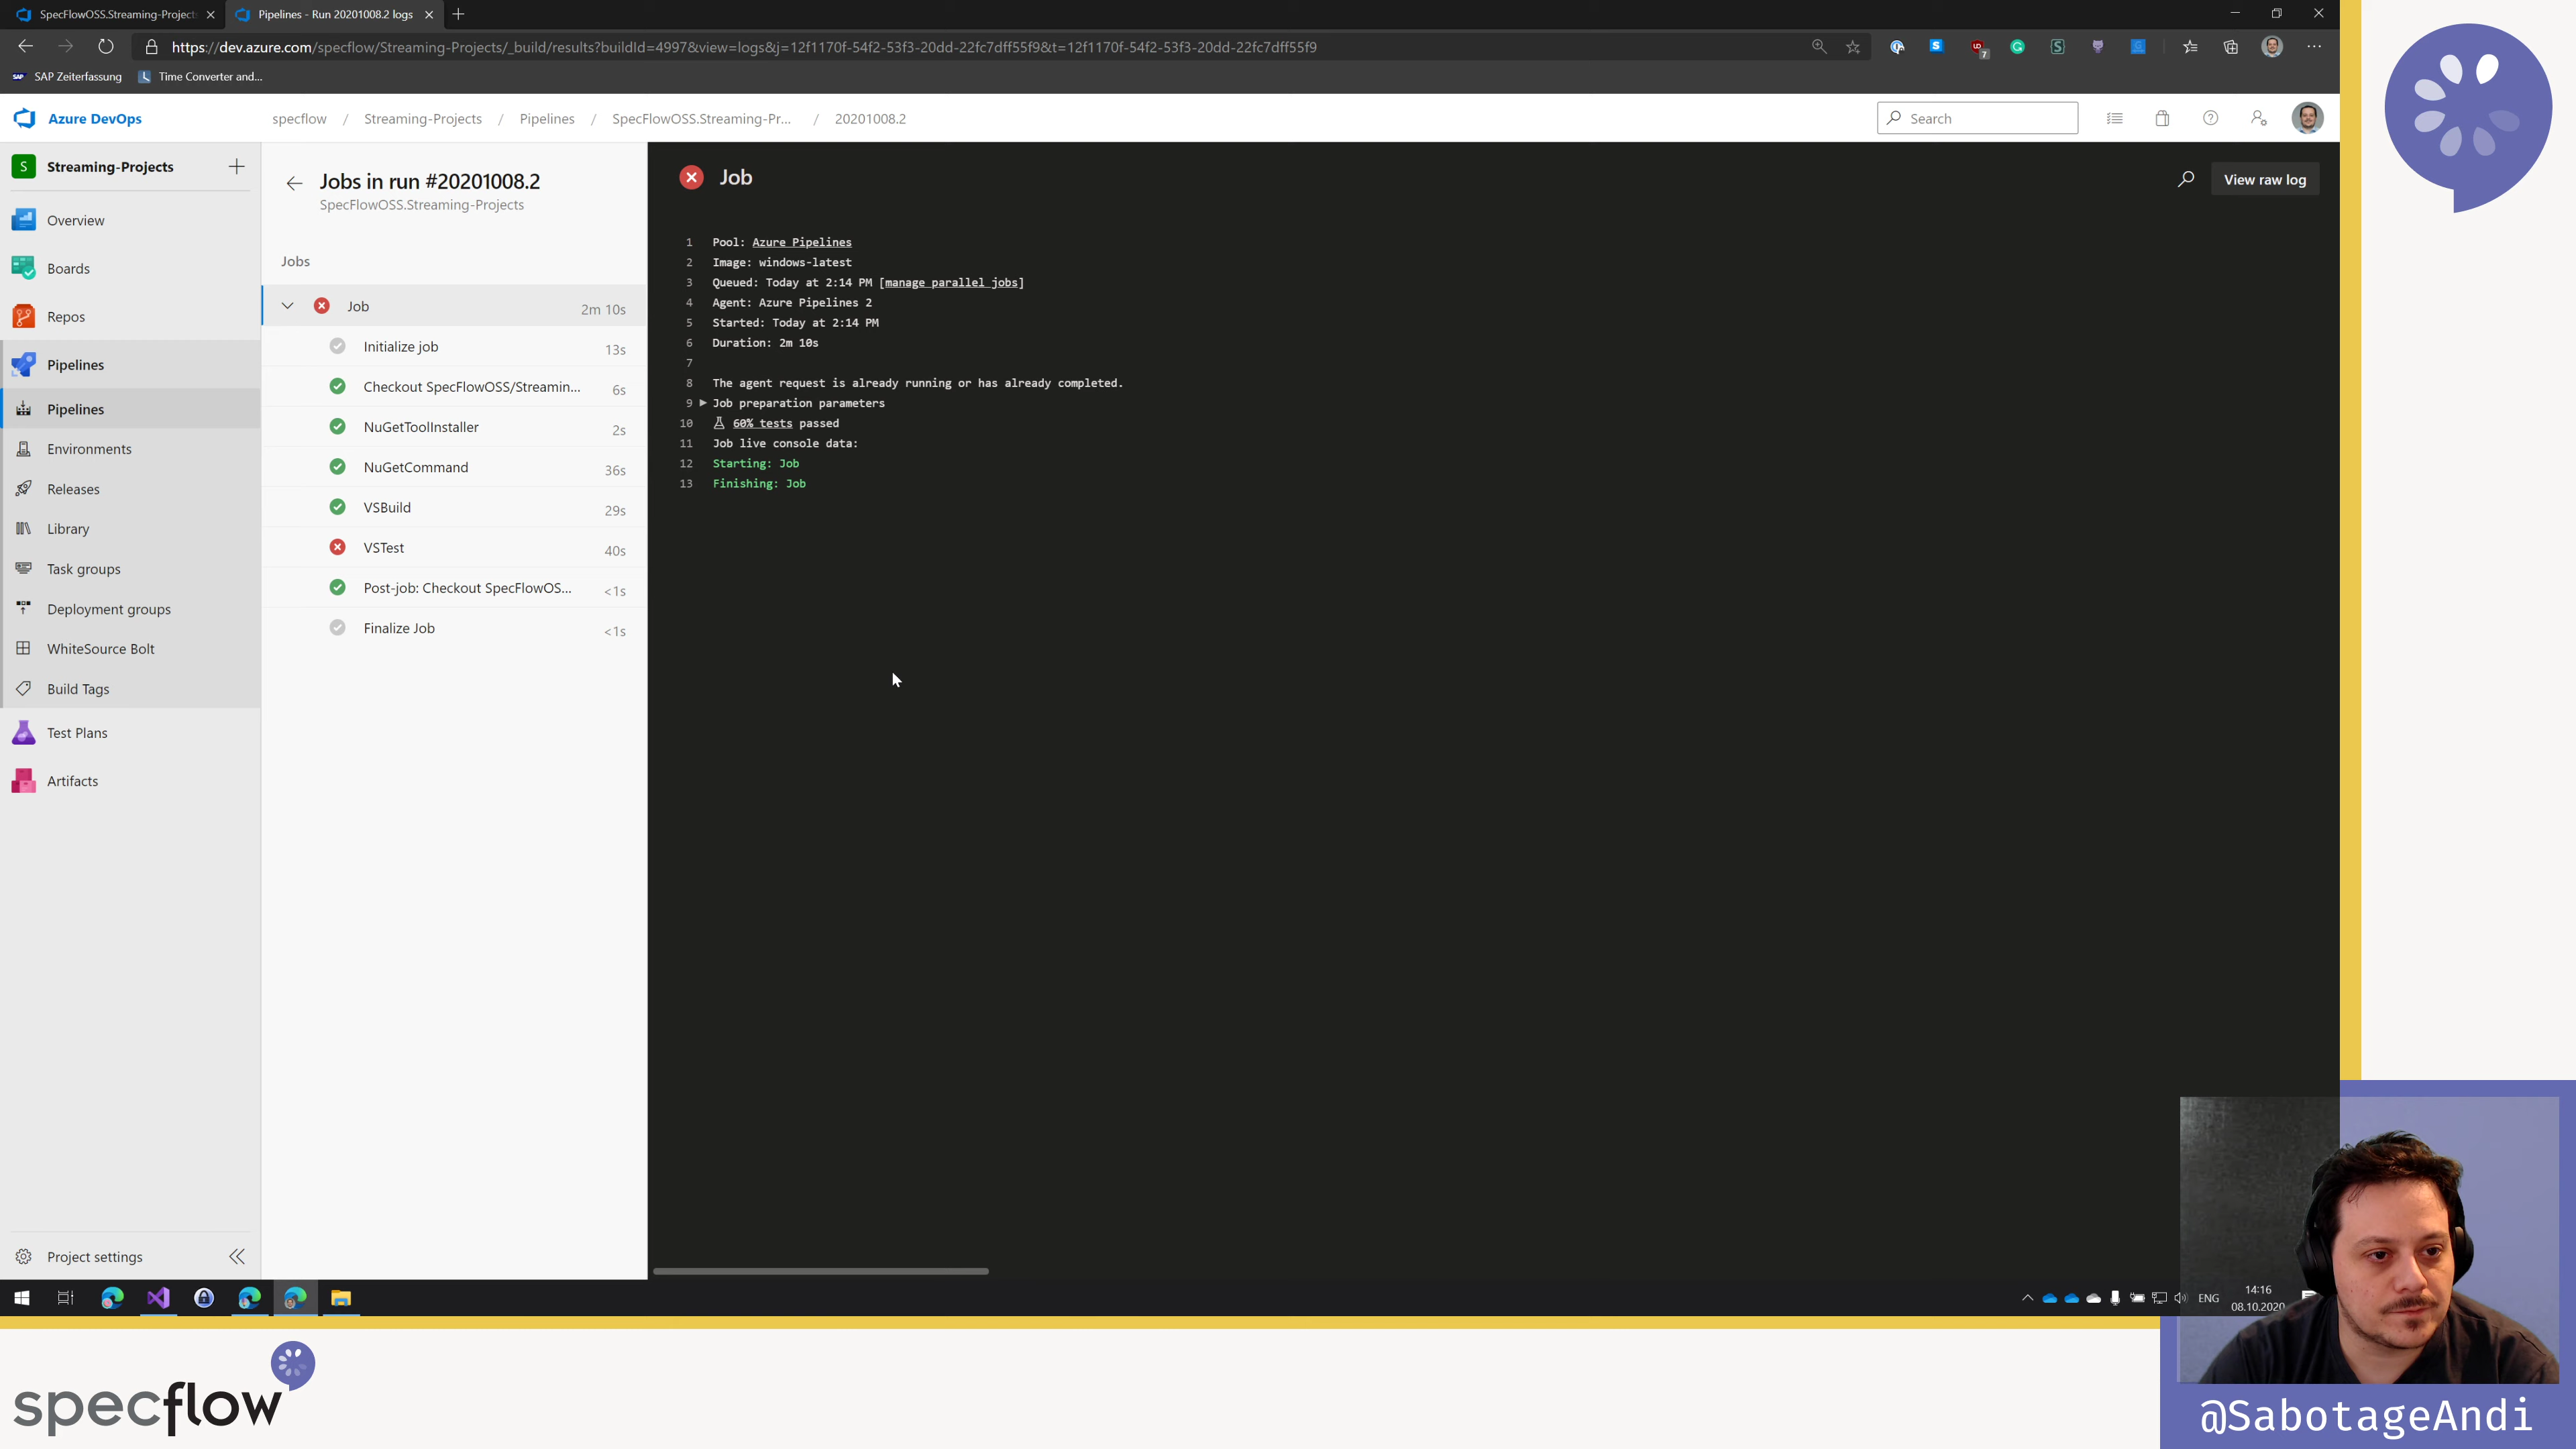 SpecFlowOSS.Streaming-Project
Pipelines - Run 20201008.2 logs
https://dev.azure.com/specflow/Streaming-Projects/_build/results?buildId=4997&view=logs&j=12f1170f-54f2-53f3-20dd-22fc7dff55f9&t=12f1170f-54f2-53f3-20dd-22fc7dff55f9
7
SAP Zeiterfassung
Time Converter and...
Azure DevOps
specflow / Streaming-Projects / Pipelines / SpecFlowOSS.Streaming-Pr... / 20201008.2
Search
S Streaming-Projects
Overview
Boards
Repos
Pipelines
Pipelines
Environments
Releases
Library
Task groups
Deployment groups
WhiteSource Bolt
Build Tags
Test Plans
Artifacts
Project settings
Jobs in run #20201008.2
SpecFlowOSS.Streaming-Projects
Jobs
Job 2m 10s
Initialize job 13s
Checkout SpecFlowOSS/Streamin... 6s
NuGetToolInstaller 2s
NuGetCommand 36s
VSBuild 29s
VSTest 40s
Post-job: Checkout SpecFlowOS... <1s
Finalize Job <1s
Job
View raw log
1 Pool: Azure Pipelines
2 Image: windows-latest
3 Queued: Today at 2:14 PM [manage parallel jobs]
4 Agent: Azure Pipelines 2
5 Started: Today at 2:14 PM
6 Duration: 2m 10s
7
8 The agent request is already running or has already completed.
9 Job preparation parameters
10 60% tests passed
11 Job live console data:
12 Starting: Job
13 Finishing: Job
ENG
14:16
08.10.2020
specflow
@SabotageAndi